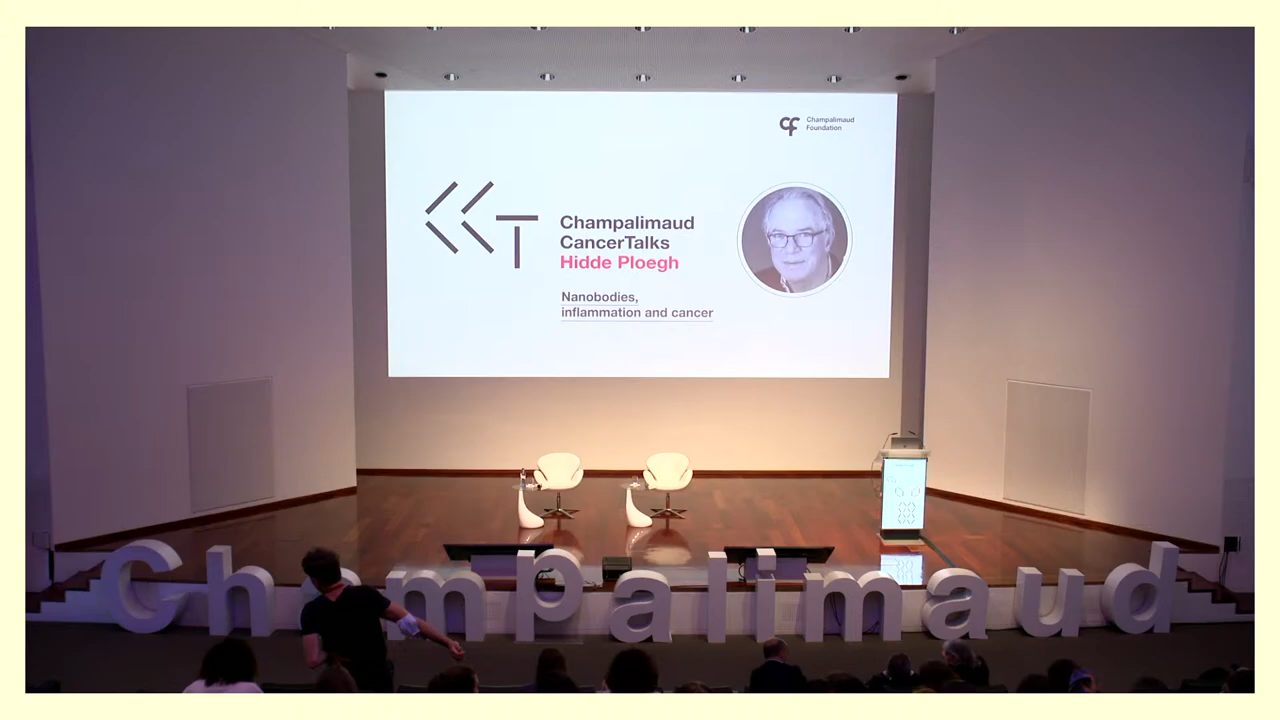 Champalimaud
Foundation
Champalimaud
CancerTalks
Hidde Ploegh
Nanobodies,
inflammation and cancer
Champalimaud